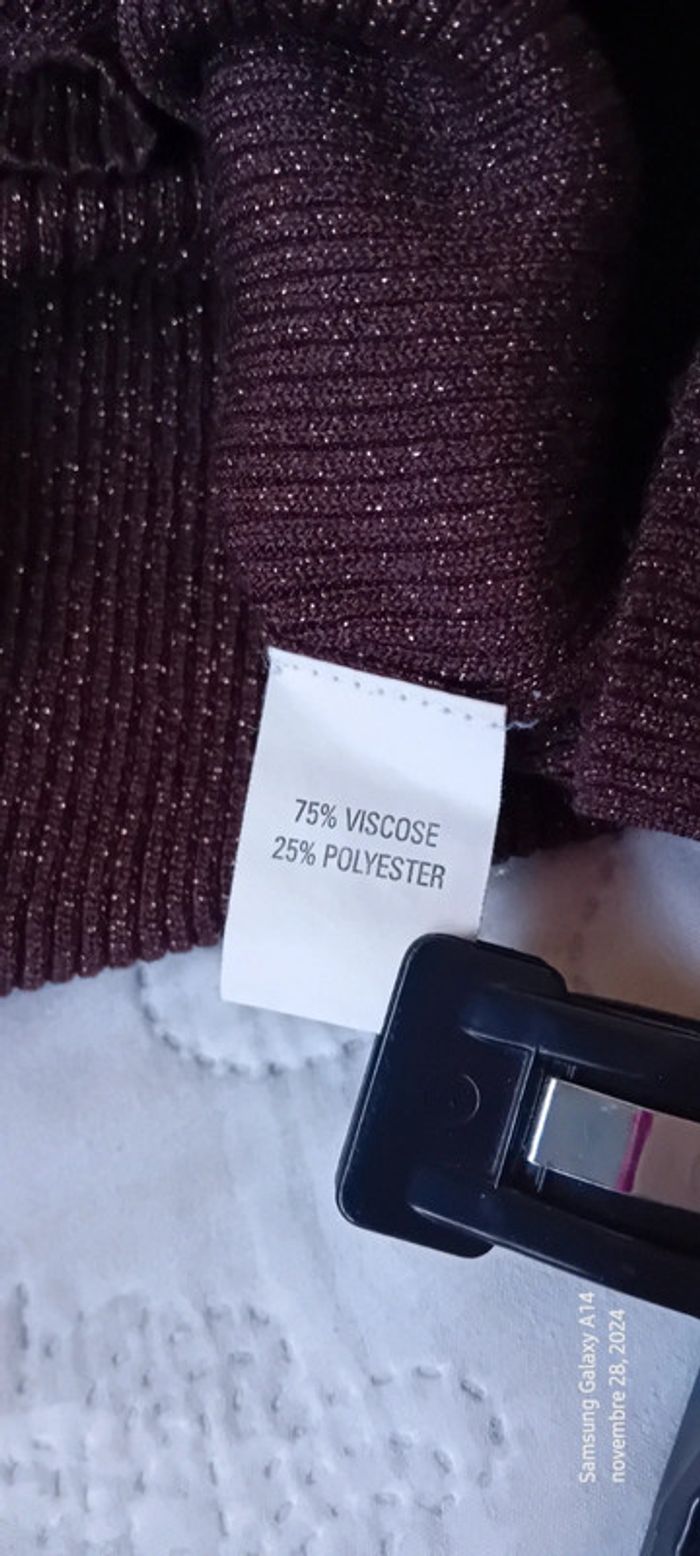 75% VISCOSE
25% POLYESTER
Samsung Galaxy A14
novembre 28, 2024